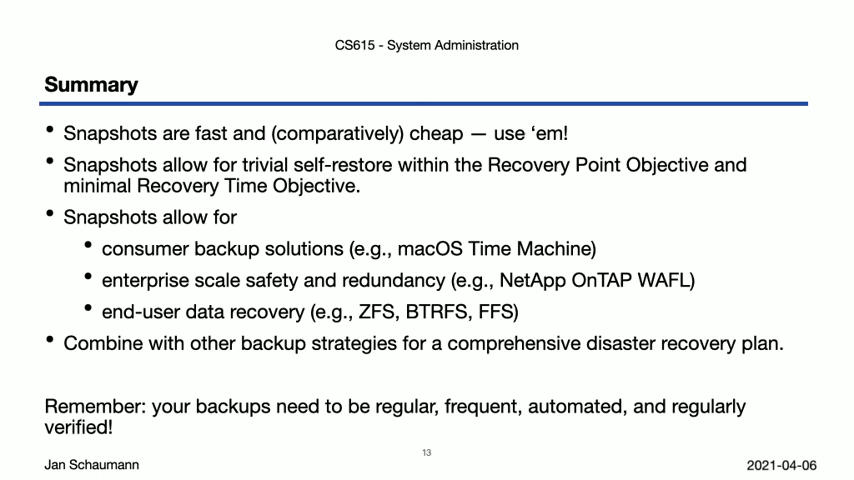 CS615 - System Administration
Summary
• Snapshots are fast and (comparatively) cheap — use ‘em!
• Snapshots allow for trivial self-restore within the Recovery Point Objective and
minimal Recovery Time Objective.
• Snapshots allow for
• consumer backup solutions (e.g., macOS Time Machine)
• enterprise scale safety and redundancy (e.g., NetApp OnTAP WAFL)
• end-user data recovery (e.g., ZFS, BTRFS, FFS)
• Combine with other backup strategies for a comprehensive disaster recovery plan.
Remember: your backups need to be regular, frequent, automated, and regularly
verified!
13
Jan Schaumann
2021-04-06